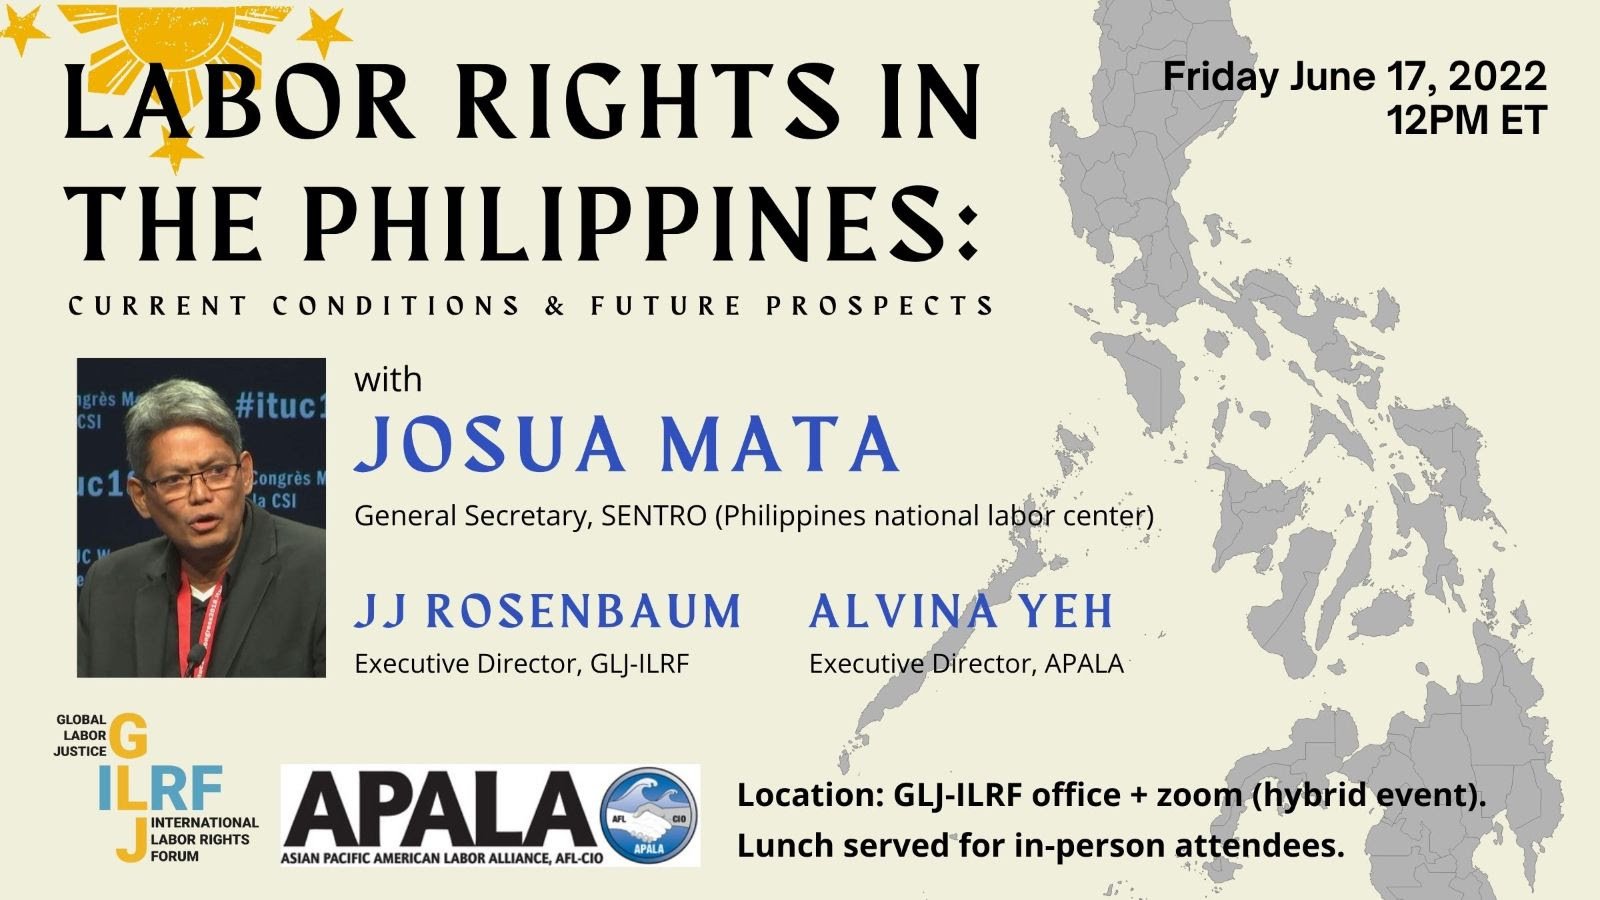 LABOR RIGHTS IN
THE PHILIPPINES:
CURRENT CONDITIONS & FUTURE PROSPECTS
Friday June 17, 2022
12PM ET
with
JOSUA MATA
General Secretary, SENTRO (Philippines national labor center)
JJ ROSENBAUM
Executive Director, GLJ-ILRF
ALVINA YEH
Executive Director, APALA
#ituc1
Congrès M
la CSI
uc1
CSI
GLOBAL
LABOR
JUSTICE
G
ILRF
J
INTERNATIONAL
LABOR RIGHTS
FORUM
APALA
ASIAN PACIFIC AMERICAN LABOR ALLIANCE, AFL-CIO
AFL CIO
APALA
Location: GLJ-ILRF office + zoom (hybrid event).
Lunch served for in-person attendees.